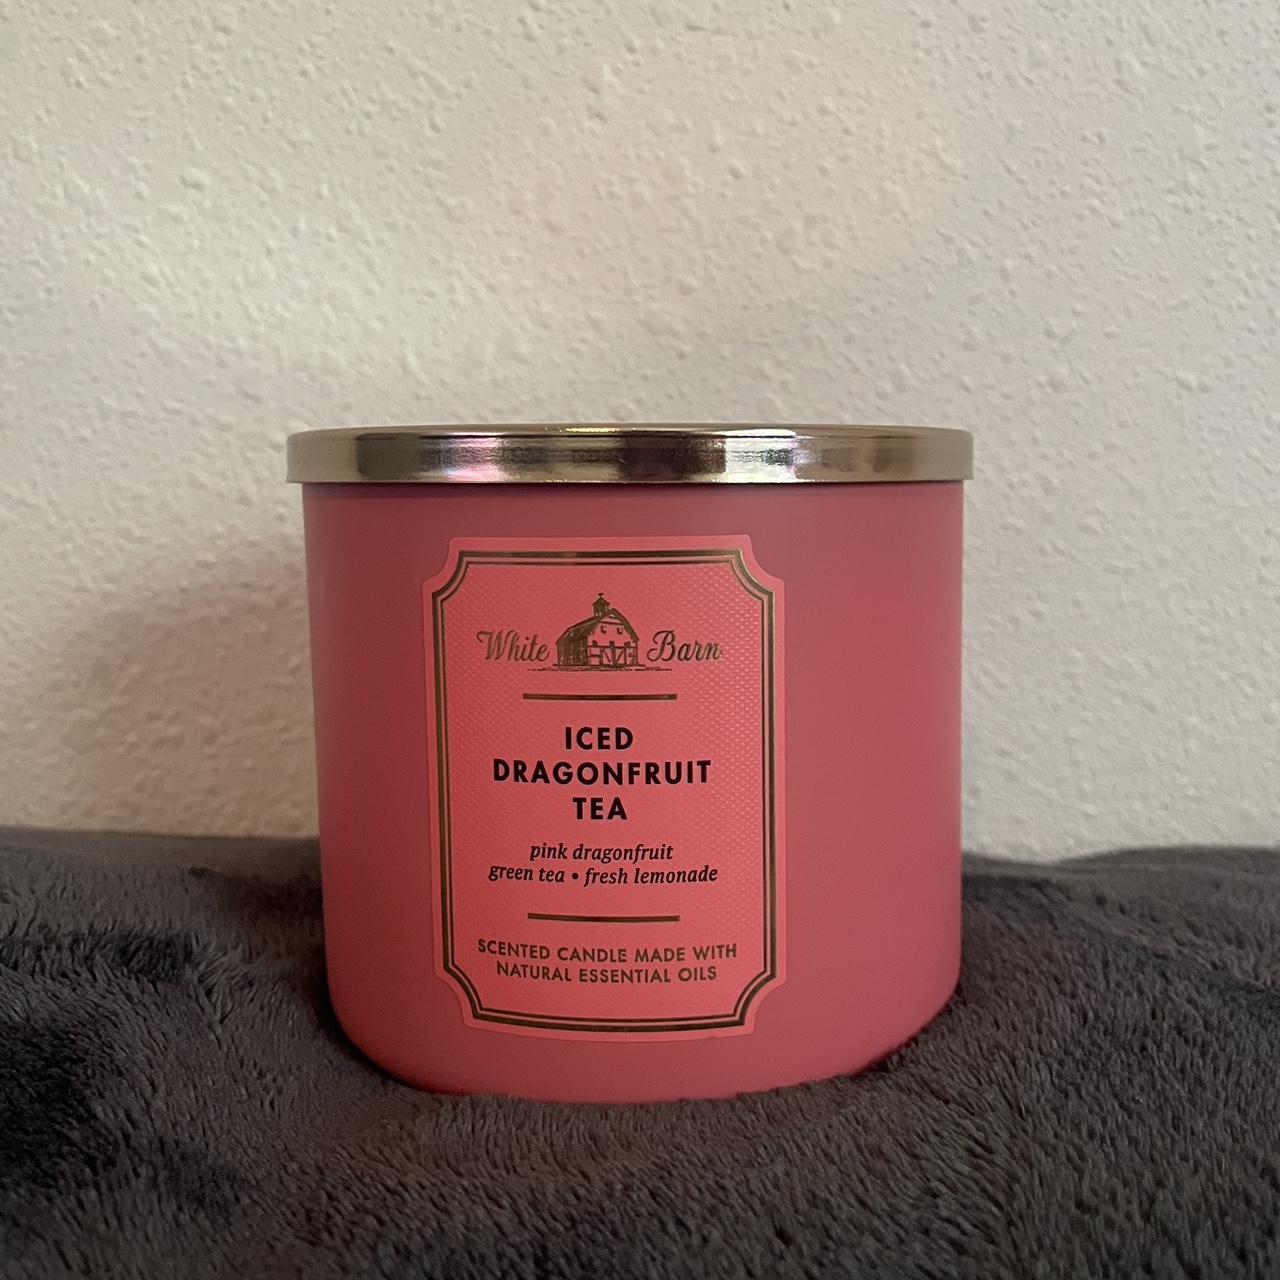 White Barn
ICED
DRAGONFRUIT
TEA
pink dragonfruit
green tea • fresh lemonade
SCENTED CANDLE MADE WITH
NATURAL ESSENTIAL OILS